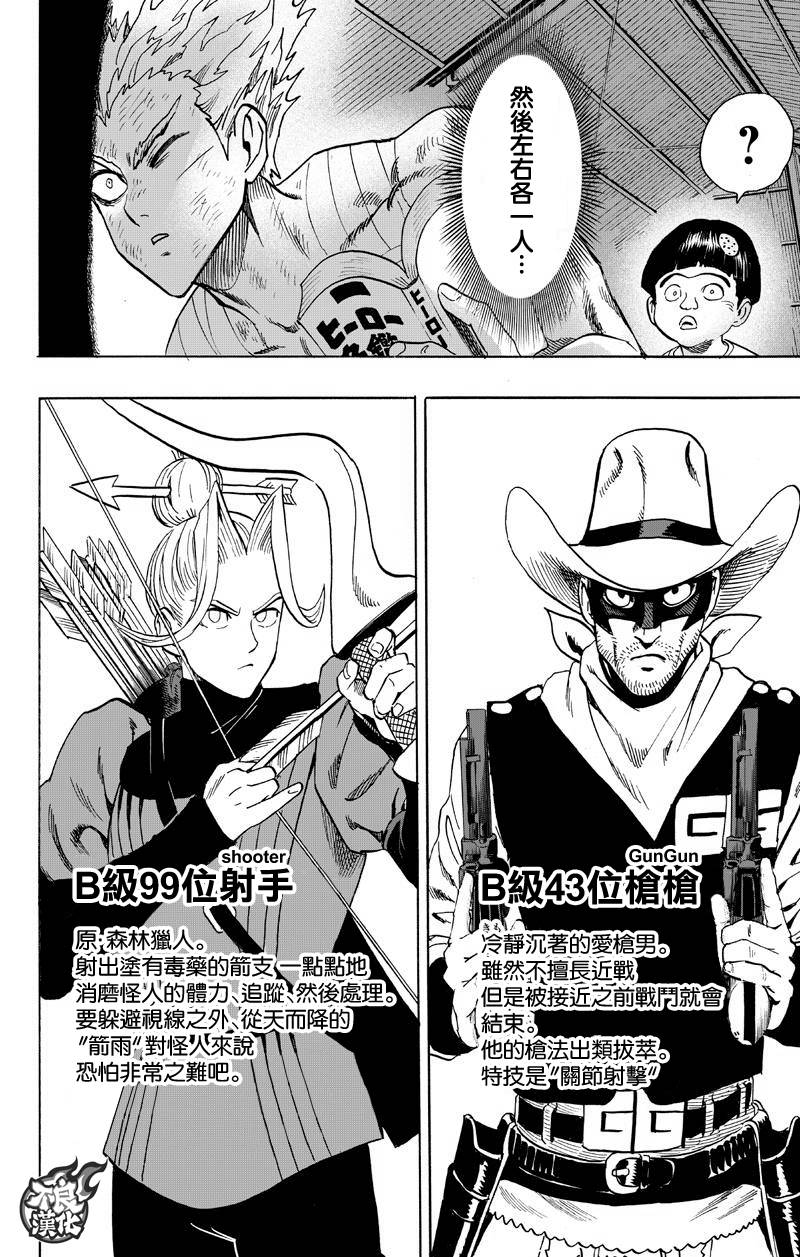 ?
然後左右各一人…
ヒーロー
名鑑
ヒーロー
GunGun
B級43位槍槍
冷靜沉著的愛槍男。
雖然不擅長近戰
但是被接近之前戰鬥就會
結束。
他的槍法出類拔萃。
特技是〞關節射擊〝
GG
GG
shooter
B級99位射手
原·森林獵人。
射出塗有毒藥的箭支 一點點地
消磨怪人的體力、追蹤、然後處理。
要躲避視線之外、從天而降的
〞箭雨〝對怪人來說
恐怕非常之難吧。
大浪漢化